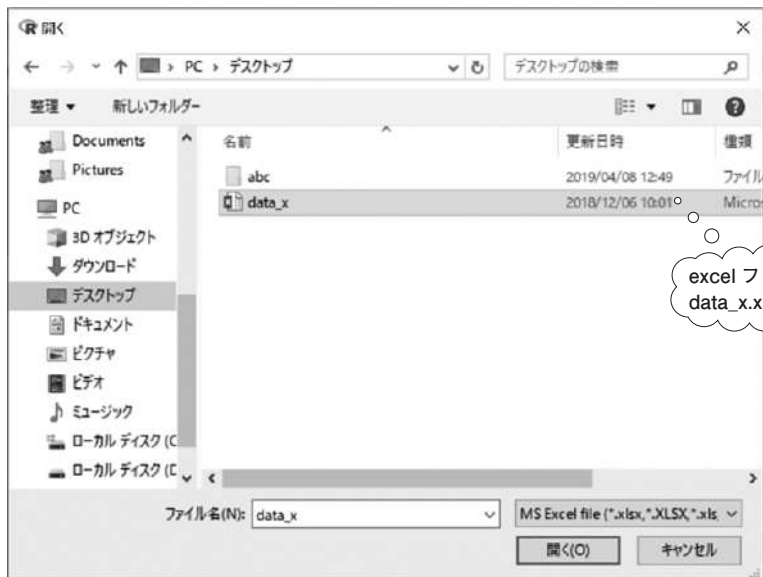 開く
PC › デスクトップ
デスクトップの検索
整理 ▼ 新しいフォルダー
Documents
Pictures
PC
3D オブジェクト
ダウンロード
デスクトップ
ドキュメント
ピクチャ
ビデオ
ミュージック
ローカル ディスク (C
ローカル ディスク (D
名前 更新日時 種類
abc 2019/04/08 12:49 ファイル
data_x 2018/12/06 10:01 Micros
excel フ
data_x.x
ファイル名(N): data_x MS Excel file (*.xlsx,*.XLSX,*.xls,
開く(O) キャンセル